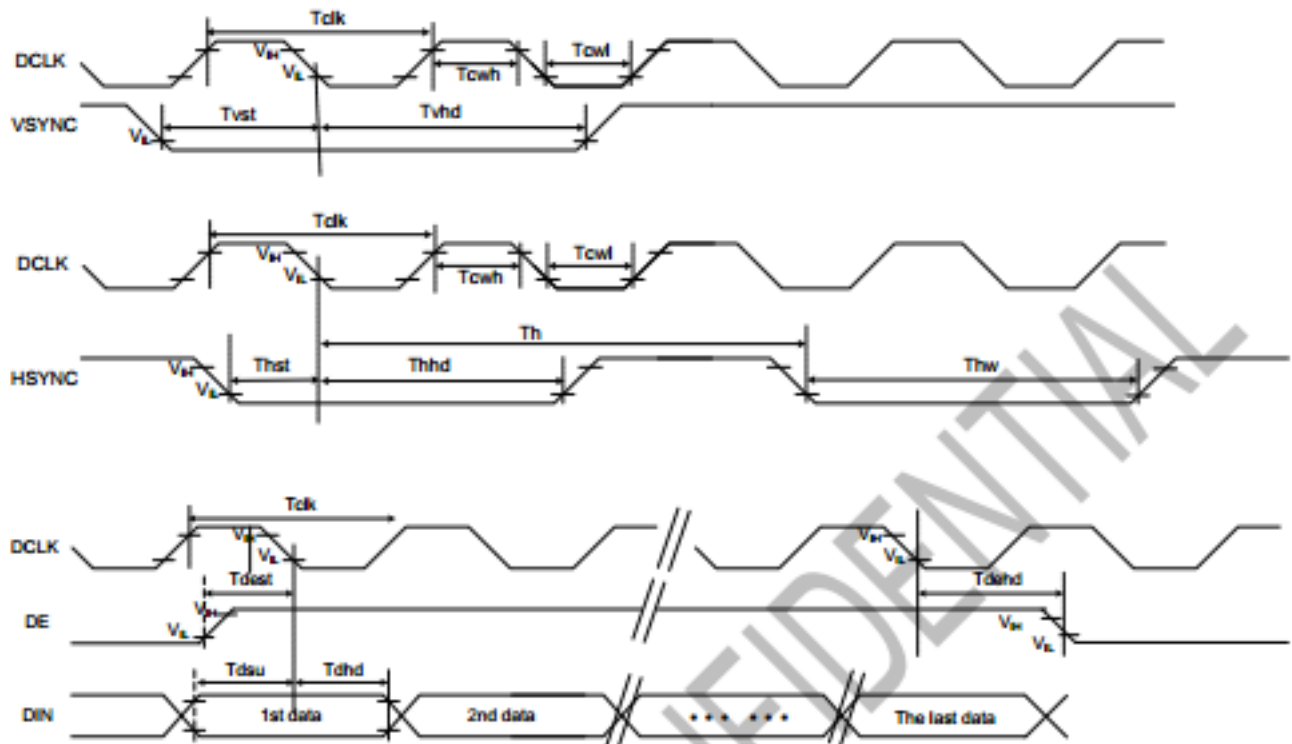 Tclk
DCLK VIH VIL Tcwh Tcwl
VSYNC VIL Tvst Tvhd
Tclk
DCLK VIH VIL Tcwh Tcwl
Th
HSYNC VIH VIL Thst Thhd Thw
Tclk
DCLK VIH VIL VIH VIL
Tdest Tdehd
DE VIH VIL VIH VIL
Tdsu Tdhd
DIN 1st data 2nd data • • • • • • The last data